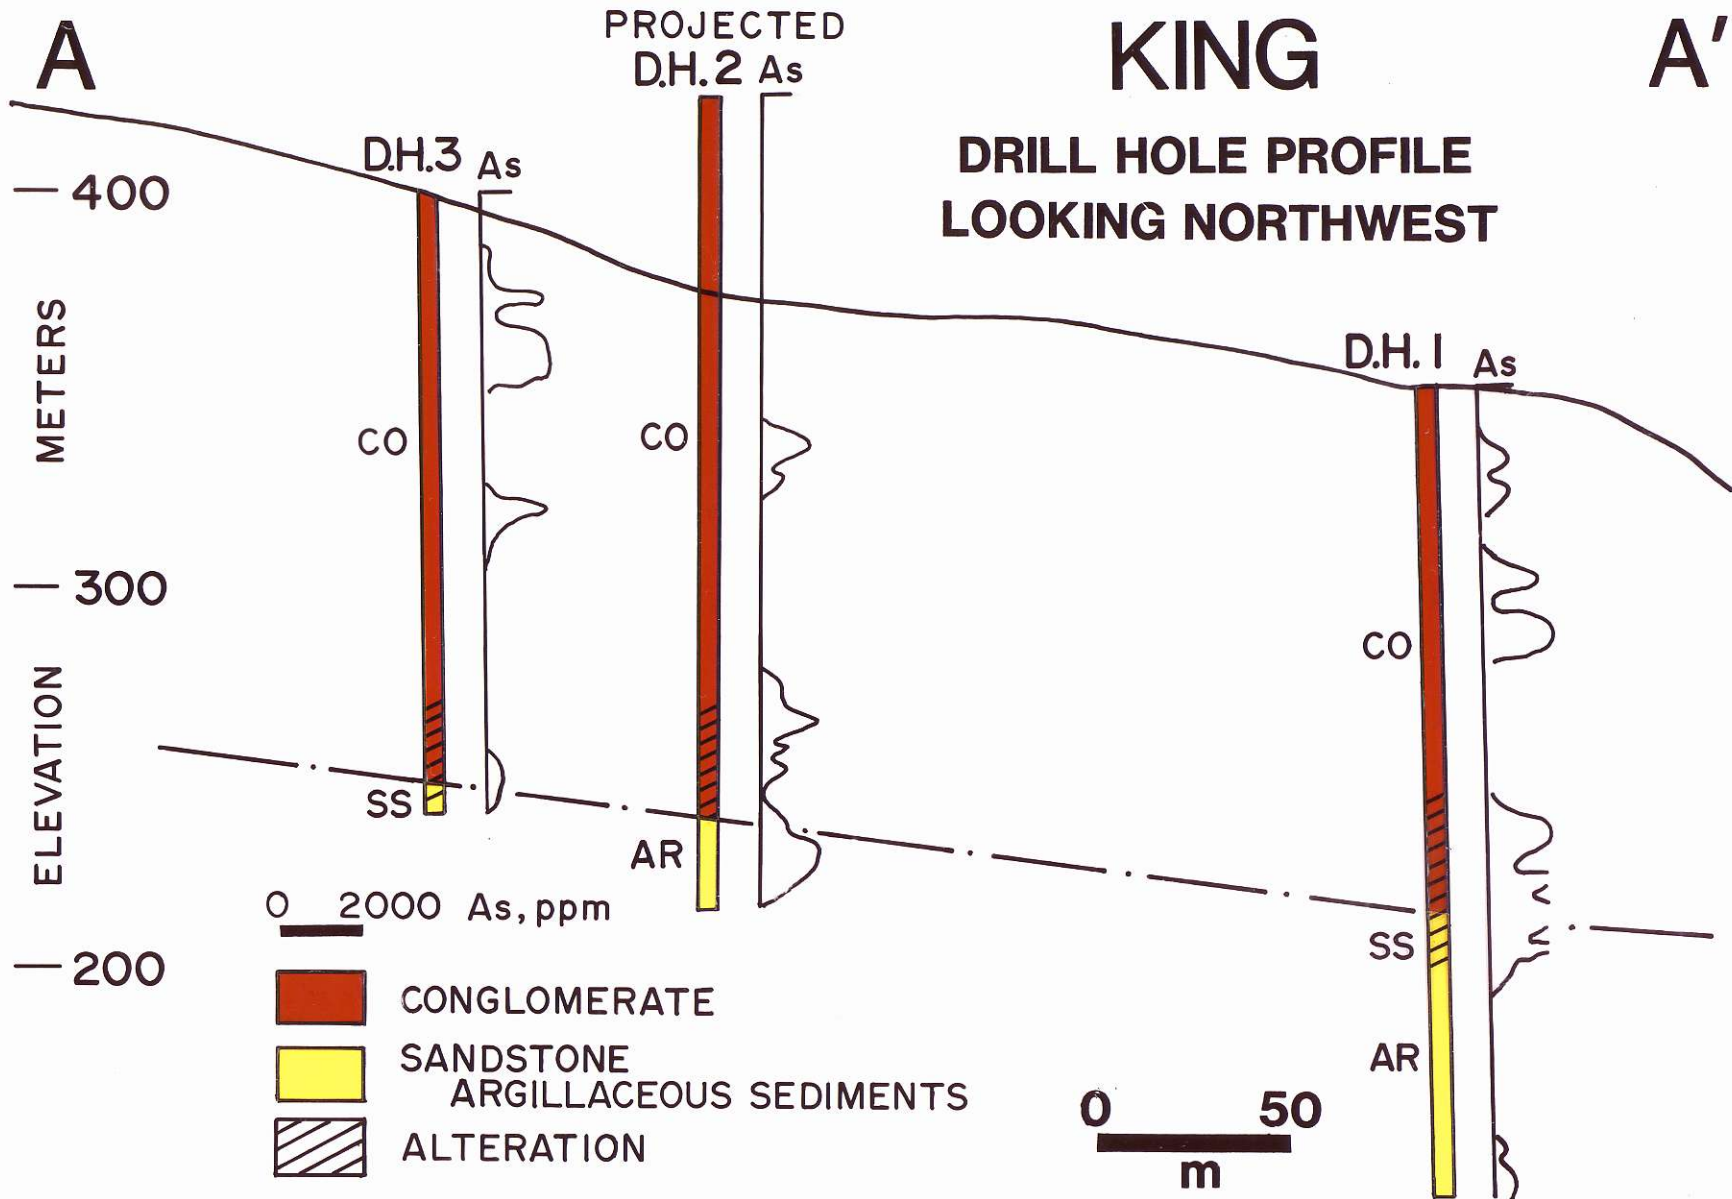 A
PROJECTED
D.H.2 As
KING
A'
DRILL HOLE PROFILE
LOOKING NORTHWEST
D.H.3 As
400
METERS
D.H.1 As
CO
CO
300
CO
ELEVATION
SS
AR
0 2000 As, ppm
SS
200
CONGLOMERATE
SANDSTONE
ARGILLACEOUS SEDIMENTS
AR
ALTERATION
0 50
m